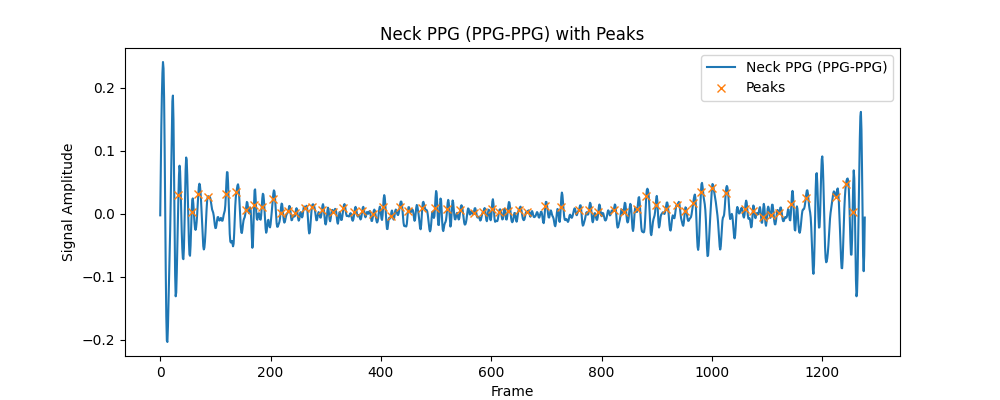 Neck PPG (PPG-PPG) with Peaks
Neck PPG (PPG-PPG)
Peaks
Signal Amplitude
0.2
0.1
0.0
−0.1
−0.2
0 200 400 600 800 1000 1200
Frame